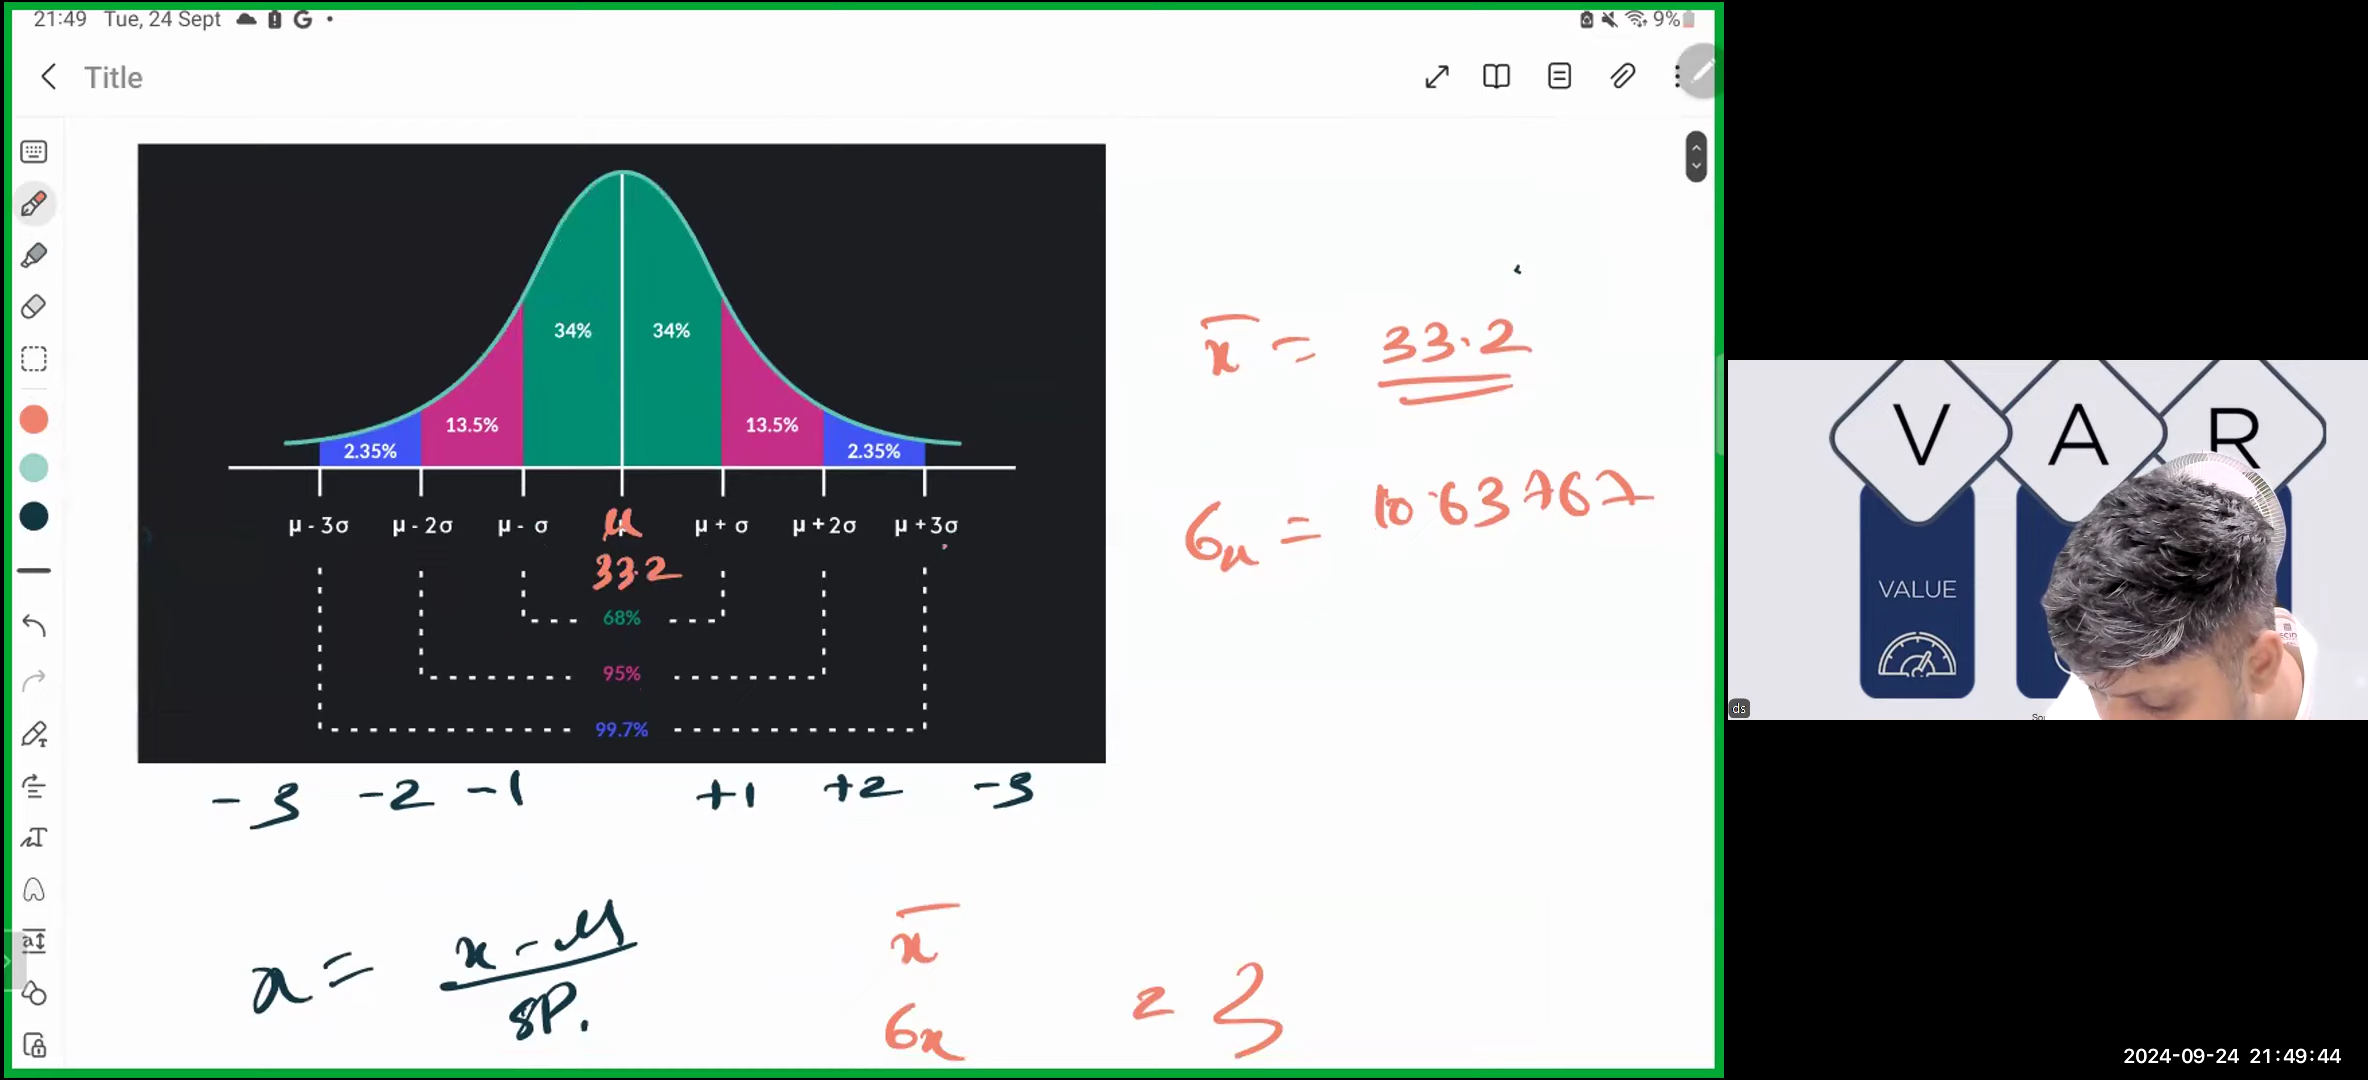 21:49 Tue, 24 Sept G 9%
Title
34% 34%
13.5% 13.5%
2.35% 2.35%
μ - 3σ μ - 2σ μ - σ μ μ + σ μ + 2σ μ + 3σ
33.2
68%
95%
99.7%
x̄ = 33.2
σx = 10.63767
-3 -2 -1 +1 +2 -3
x - μ
x̄
σx
V A R
VALUE
ds
2024-09-24 21:49:44